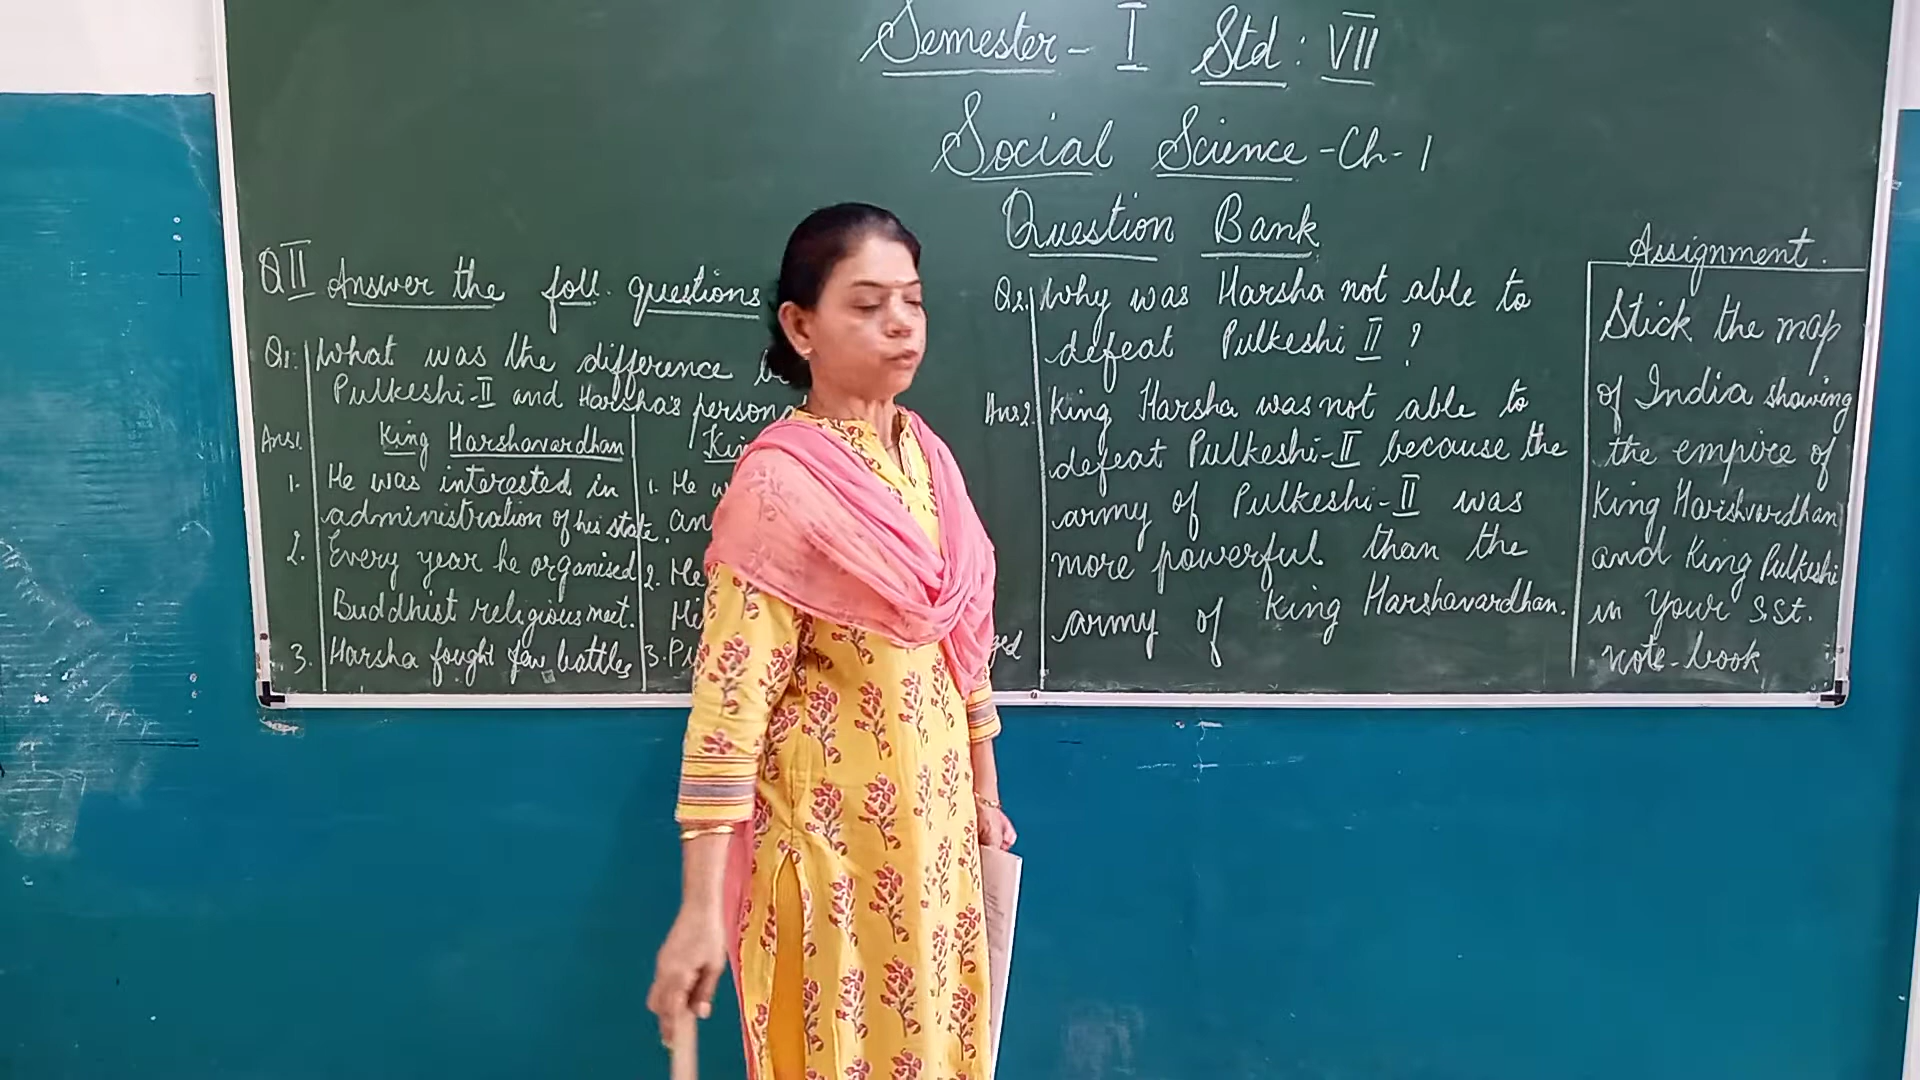 Semester - I Std : VII
Social Science - Ch - 1
Question Bank
QII Answer the foll. questions
Qs1. What was the difference
Pulkeshi-II and Harsha's
Ans1. King Harshavardhan
1. He was interested in
administration of his state.
2. Every year he organised
Buddhist religious meet.
3. Harsha fought few battles
1. He
2. He
3.
Qs2. Why was Harsha not able to
defeat Pulkeshi II ?
Ans2. King Harsha was not able to
defeat Pulkeshi-II because the
army of Pulkeshi-II was
more powerful than the
army of King Harshavardhan.
Assignment.
Stick the map
of India showing
the empire of
King Harishvardhan
and King Pulkeshi
in your S.St.
note-book